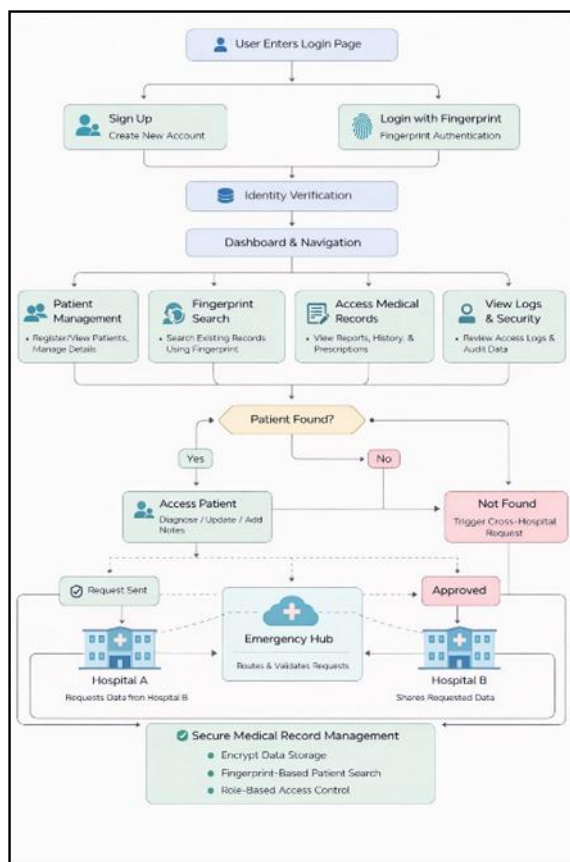 User Enters Login Page
Sign Up
Create New Account
Login with Fingerprint
Fingerprint Authentication
Identity Verification
Dashboard & Navigation
Patient
Management
• Register/View Patients,
Manage Details
Fingerprint
Search
• Search Existing Records
Using Fingerprint
Access Medical
Records
• View Reports, History, &
Prescriptions
View Logs
& Security
• Review Access Logs &
Audit Data
Patient Found?
Yes
No
Access Patient
Diagnose / Update / Add
Notes
Not Found
Trigger Cross-Hospital
Request
Request Sent
Approved
Emergency Hub
Routes & Validates Requests
Hospital A
Requests Data from Hospital B
Hospital B
Shares Requested Data
Secure Medical Record Management
• Encrypt Data Storage
• Fingerprint-Based Patient Search
• Role-Based Access Control